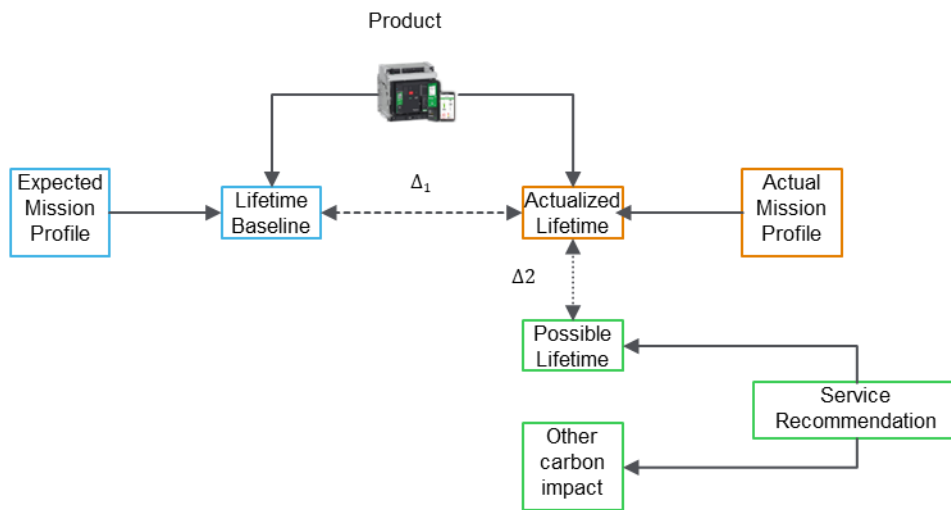 Product
Expected
Mission
Profile
Lifetime
Baseline
Δ₁
Actualized
Lifetime
Actual
Mission
Profile
Δ2
Possible
Lifetime
Service
Recommendation
Other
carbon
impact